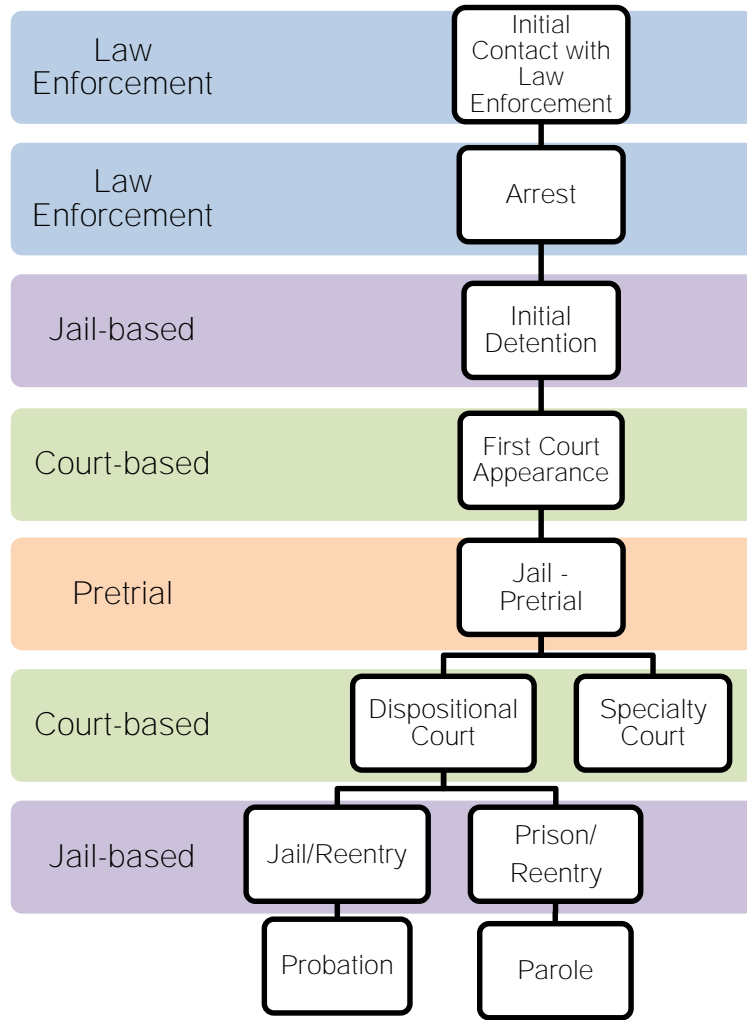 Law
Enforcement
Initial
Contact with
Law
Enforcement
Law
Enforcement
Arrest
Jail-based
Initial
Detention
Court-based
First Court
Appearance
Pretrial
Jail -
Pretrial
Court-based
Dispositional
Court
Specialty
Court
Jail-based
Jail/Reentry
Prison/
Reentry
Probation
Parole